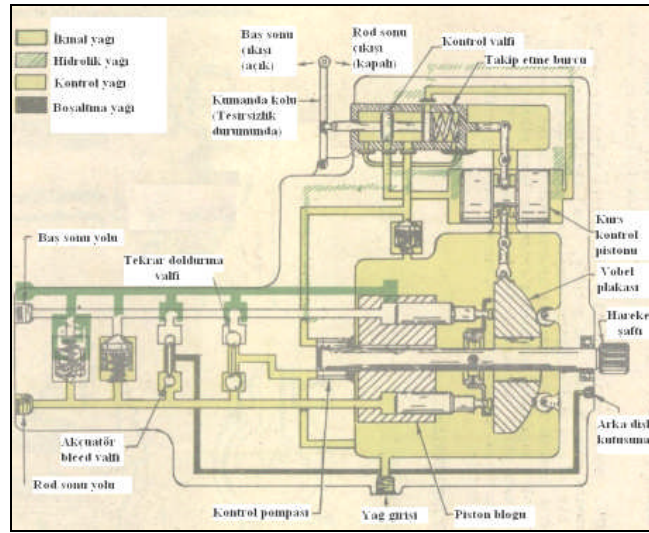 İkmal yağı
Hidrolik yağı
Kontrol yağı
Boşaltma yağı
Baş sonu
çıkışı
(açık)
Rod sonu
çıkışı
(kapalı)
Kontrol valfi
Takip etme burcu
Kumanda kolu
(Tesirsizlik
durumunda)
Kurs
kontrol
pistonu
Baş sonu yolu
Tekrar doldurma
valfi
Yobel
plakası
Hareket
şaftı
Akçuatör
bleed valfi
Arka disli
kutusuna
Rod sonu yolu
Kontrol pompası
Yağ girişi
Piston bloğu